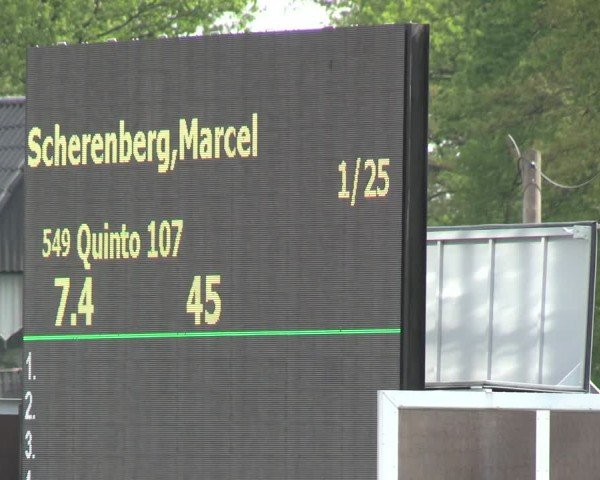 Scherenberg,Marcel
1/25
549 Quinto 107
7.4 45
1.
2.
3.